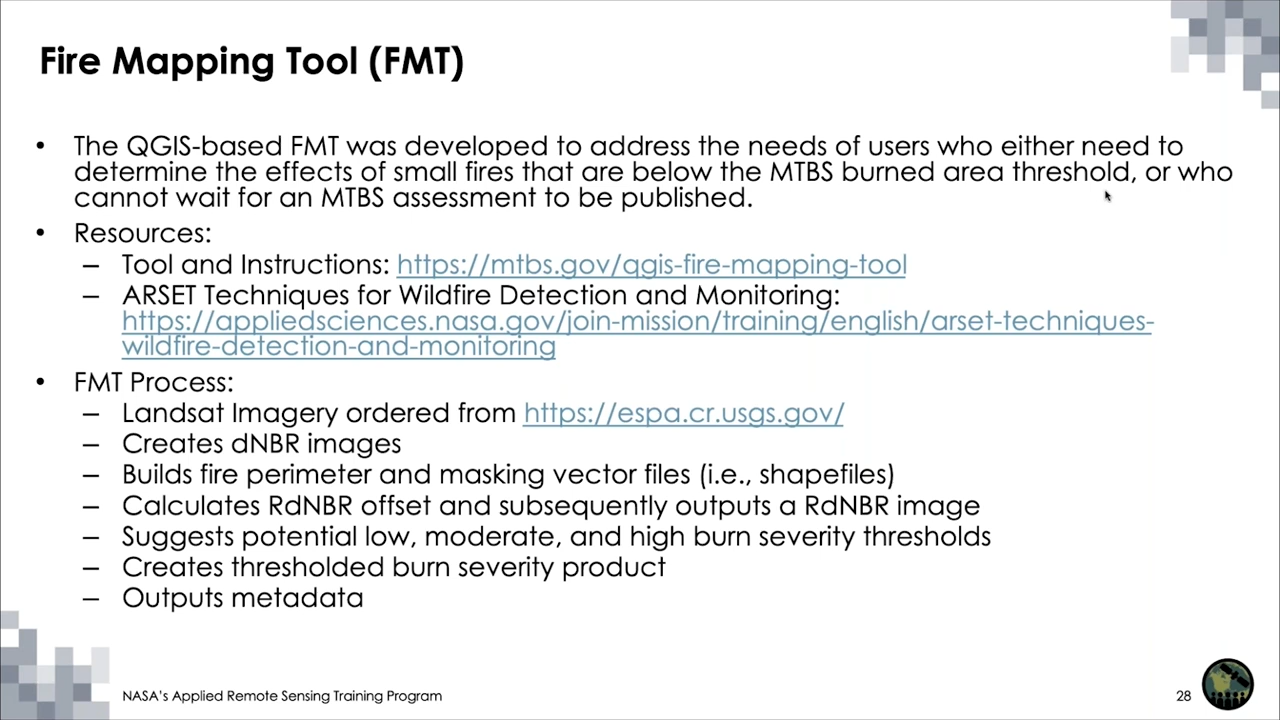 Fire Mapping Tool (FMT)
• The QGIS-based FMT was developed to address the needs of users who either need to
determine the effects of small fires that are below the MTBS burned area threshold, or who
cannot wait for an MTBS assessment to be published.
• Resources:
– Tool and Instructions: https://mtbs.gov/qgis-fire-mapping-tool
– ARSET Techniques for Wildfire Detection and Monitoring:
https://appliedsciences.nasa.gov/join-mission/training/english/arset-techniques-
wildfire-detection-and-monitoring
• FMT Process:
– Landsat Imagery ordered from https://espa.cr.usgs.gov/
– Creates dNBR images
– Builds fire perimeter and masking vector files (i.e., shapefiles)
– Calculates RdNBR offset and subsequently outputs a RdNBR image
– Suggests potential low, moderate, and high burn severity thresholds
– Creates thresholded burn severity product
– Outputs metadata
NASA's Applied Remote Sensing Training Program
28